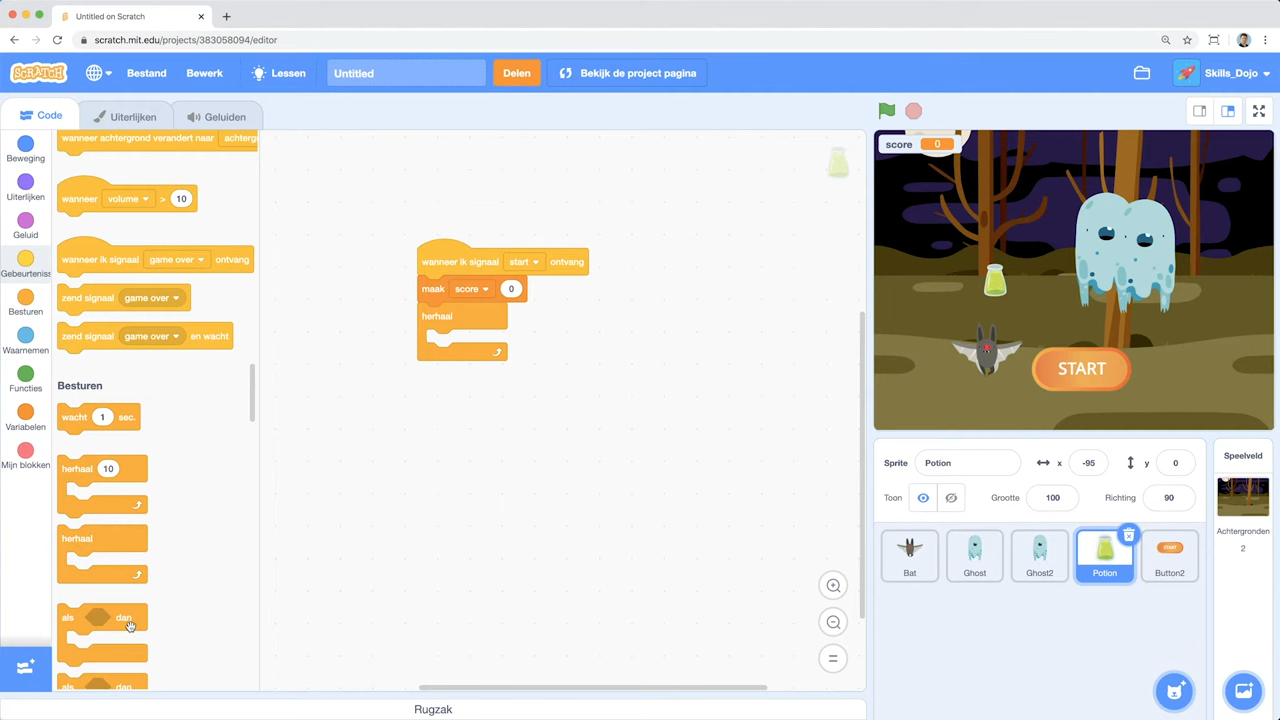 Untitled on Scratch
scratch.mit.edu/projects/383058094/editor
SCRATCH
Bestand
Bewerk
Lessen
Untitled
Delen
Bekijk de project pagina
Skills_Dojo
Code
Uiterlijken
Geluiden
Beweging
Uiterlijken
Geluid
Gebeurteniss
Besturen
Waarnemen
Functies
Variabelen
Mijn blokken
wanneer achtergrond verandert naar
wanneer volume > 10
wanneer ik signaal game over ontvang
zend signaal game over
zend signaal game over en wacht
Besturen
wacht 1 sec.
herhaal 10
herhaal
als dan
als dan
wanneer ik signaal start ontvang
maak score 0
herhaal
score 0
START
Sprite Potion x -95 y 0
Toon Grootte 100 Richting 90
Bat
Ghost
Ghost2
Potion
START
Button2
Speelveld
Achtergronden
2
Rugzak